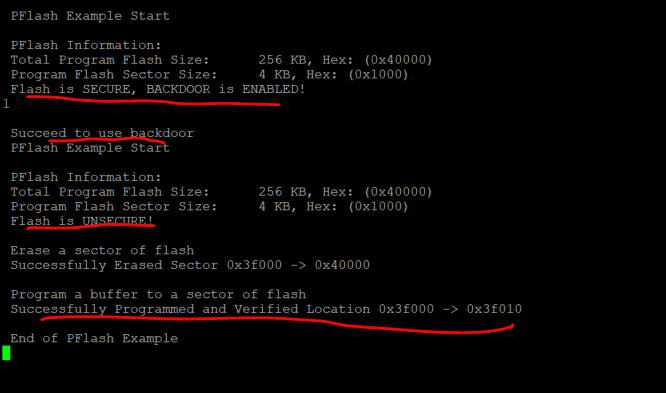 PFlash Example Start
PFlash Information:
Total Program Flash Size: 256 KB, Hex: (0x40000)
Program Flash Sector Size: 4 KB, Hex: (0x1000)
Flash is SECURE, BACKDOOR is ENABLED!
l
Succeed to use backdoor
PFlash Example Start
PFlash Information:
Total Program Flash Size: 256 KB, Hex: (0x40000)
Program Flash Sector Size: 4 KB, Hex: (0x1000)
Flash is UNSECURE!
Erase a sector of flash
Successfully Erased Sector 0x3f000 -> 0x40000
Program a buffer to a sector of flash
Successfully Programmed and Verified Location 0x3f000 -> 0x3f010
End of PFlash Example